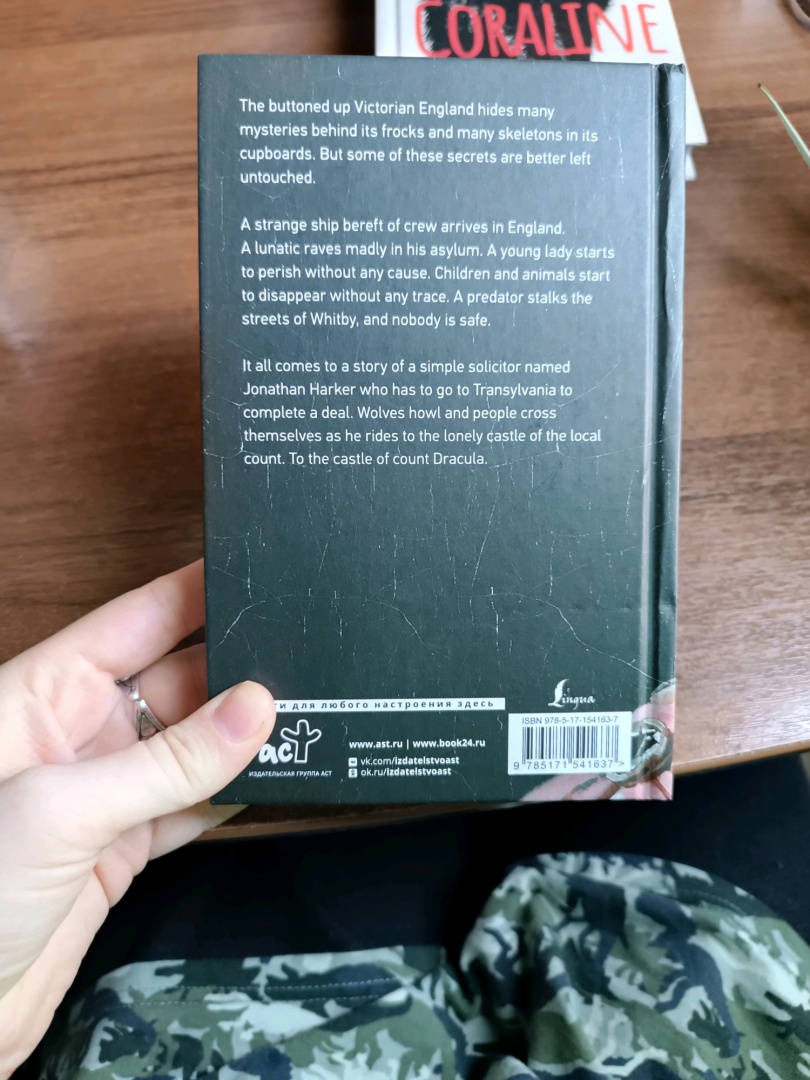 CORALINE
The buttoned up Victorian England hides many
mysteries behind its frocks and many skeletons in its
cupboards. But some of these secrets are better left
untouched.
A strange ship bereft of crew arrives in England.
A lunatic raves madly in his asylum. A young lady starts
to perish without any cause. Children and animals start
to disappear without any trace. A predator stalks the
streets of Whitby, and nobody is safe.
It all comes to a story of a simple solicitor named
Jonathan Harker who has to go to Transylvania to
complete a deal. Wolves howl and people cross
themselves as he rides to the lonely castle of the local
count. To the castle of count Dracula.
для любого настроения здесь
Lingua
ISBN 978-5-17-154163-7
9 785171 541637 >
аст
ИЗДАТЕЛЬСКАЯ ГРУППА АСТ
www.ast.ru | www.book24.ru
vk.com/izdatelstvoast
ok.ru/izdatelstvoast